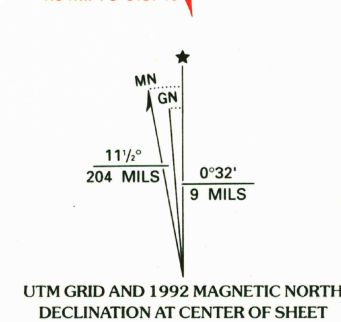 MN
GN
11½°
204 MILS
0°32'
9 MILS
UTM GRID AND 1992 MAGNETIC NORTH
DECLINATION AT CENTER OF SHEET